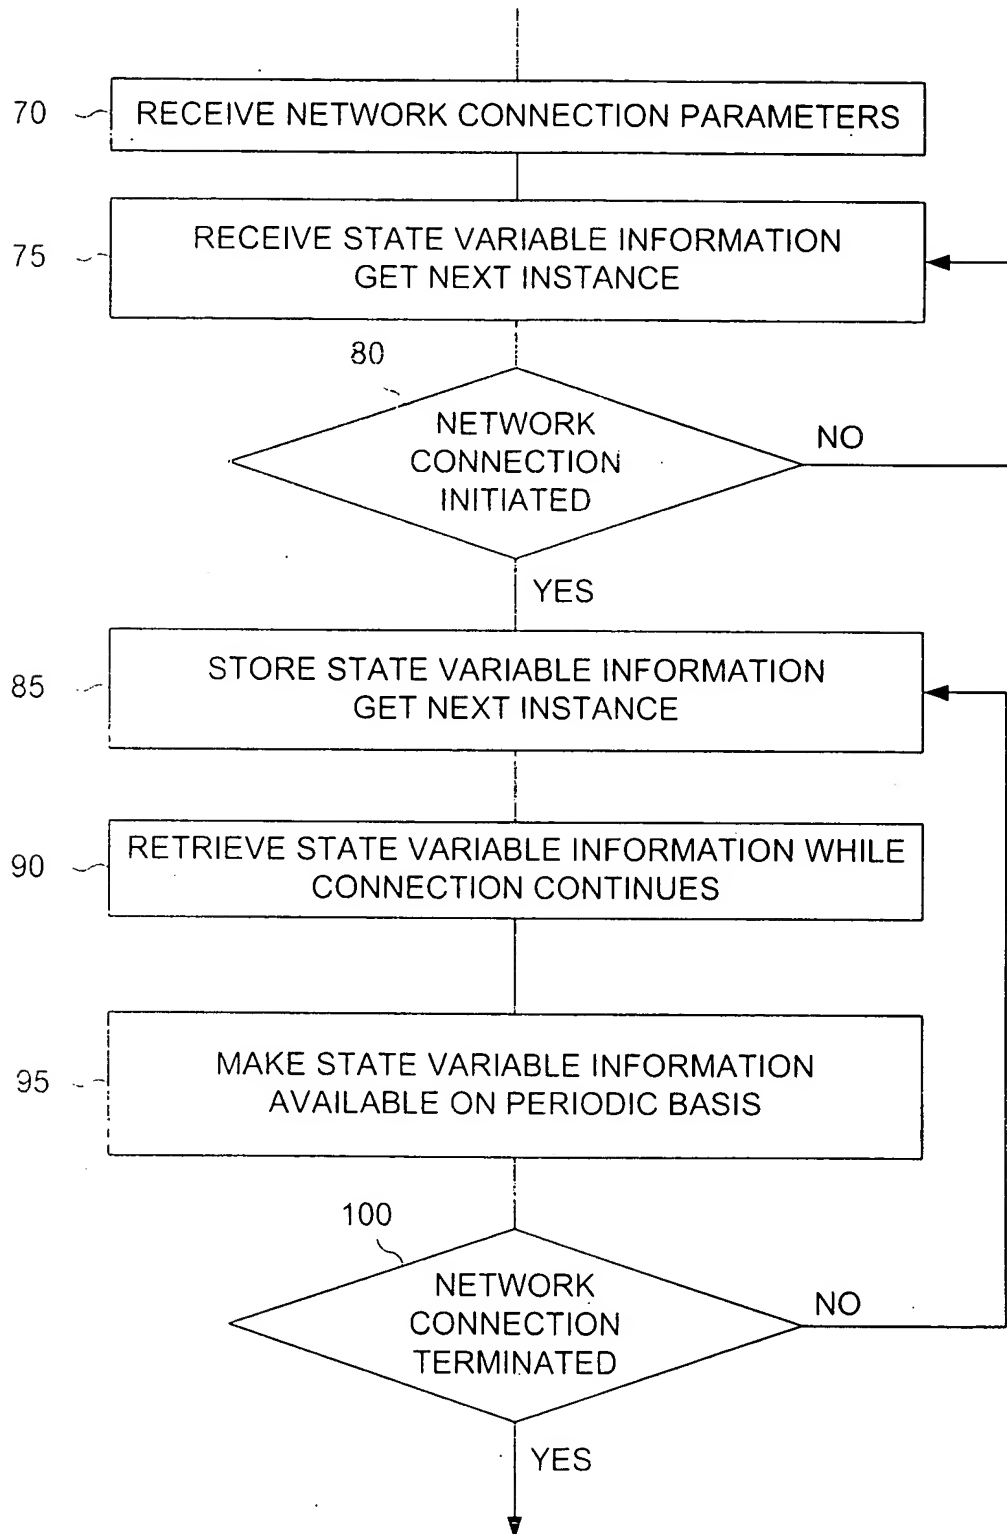 70
RECEIVE NETWORK CONNECTION PARAMETERS
75
RECEIVE STATE VARIABLE INFORMATION
GET NEXT INSTANCE
80
NETWORK
CONNECTION
INITIATED
NO
YES
85
STORE STATE VARIABLE INFORMATION
GET NEXT INSTANCE
90
RETRIEVE STATE VARIABLE INFORMATION WHILE
CONNECTION CONTINUES
95
MAKE STATE VARIABLE INFORMATION
AVAILABLE ON PERIODIC BASIS
100
NETWORK
CONNECTION
TERMINATED
NO
YES